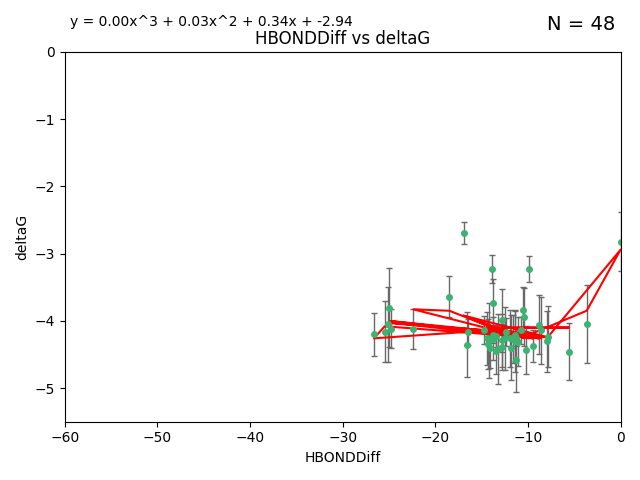 y = 0.00x^3 + 0.03x^2 + 0.34x + -2.94
N = 48
HBONDDiff vs deltaG
0
−1
−2
−3
−4
−5
deltaG
−60 −50 −40 −30 −20 −10 0
HBONDDiff